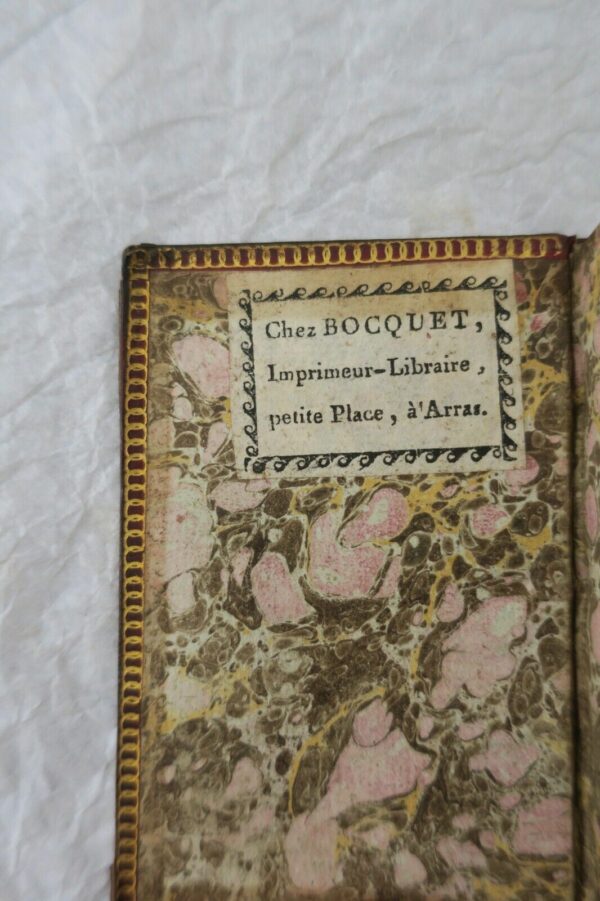 Chez BOCQUET,
Imprimeur-Libraire,
petite Place, à Arras.